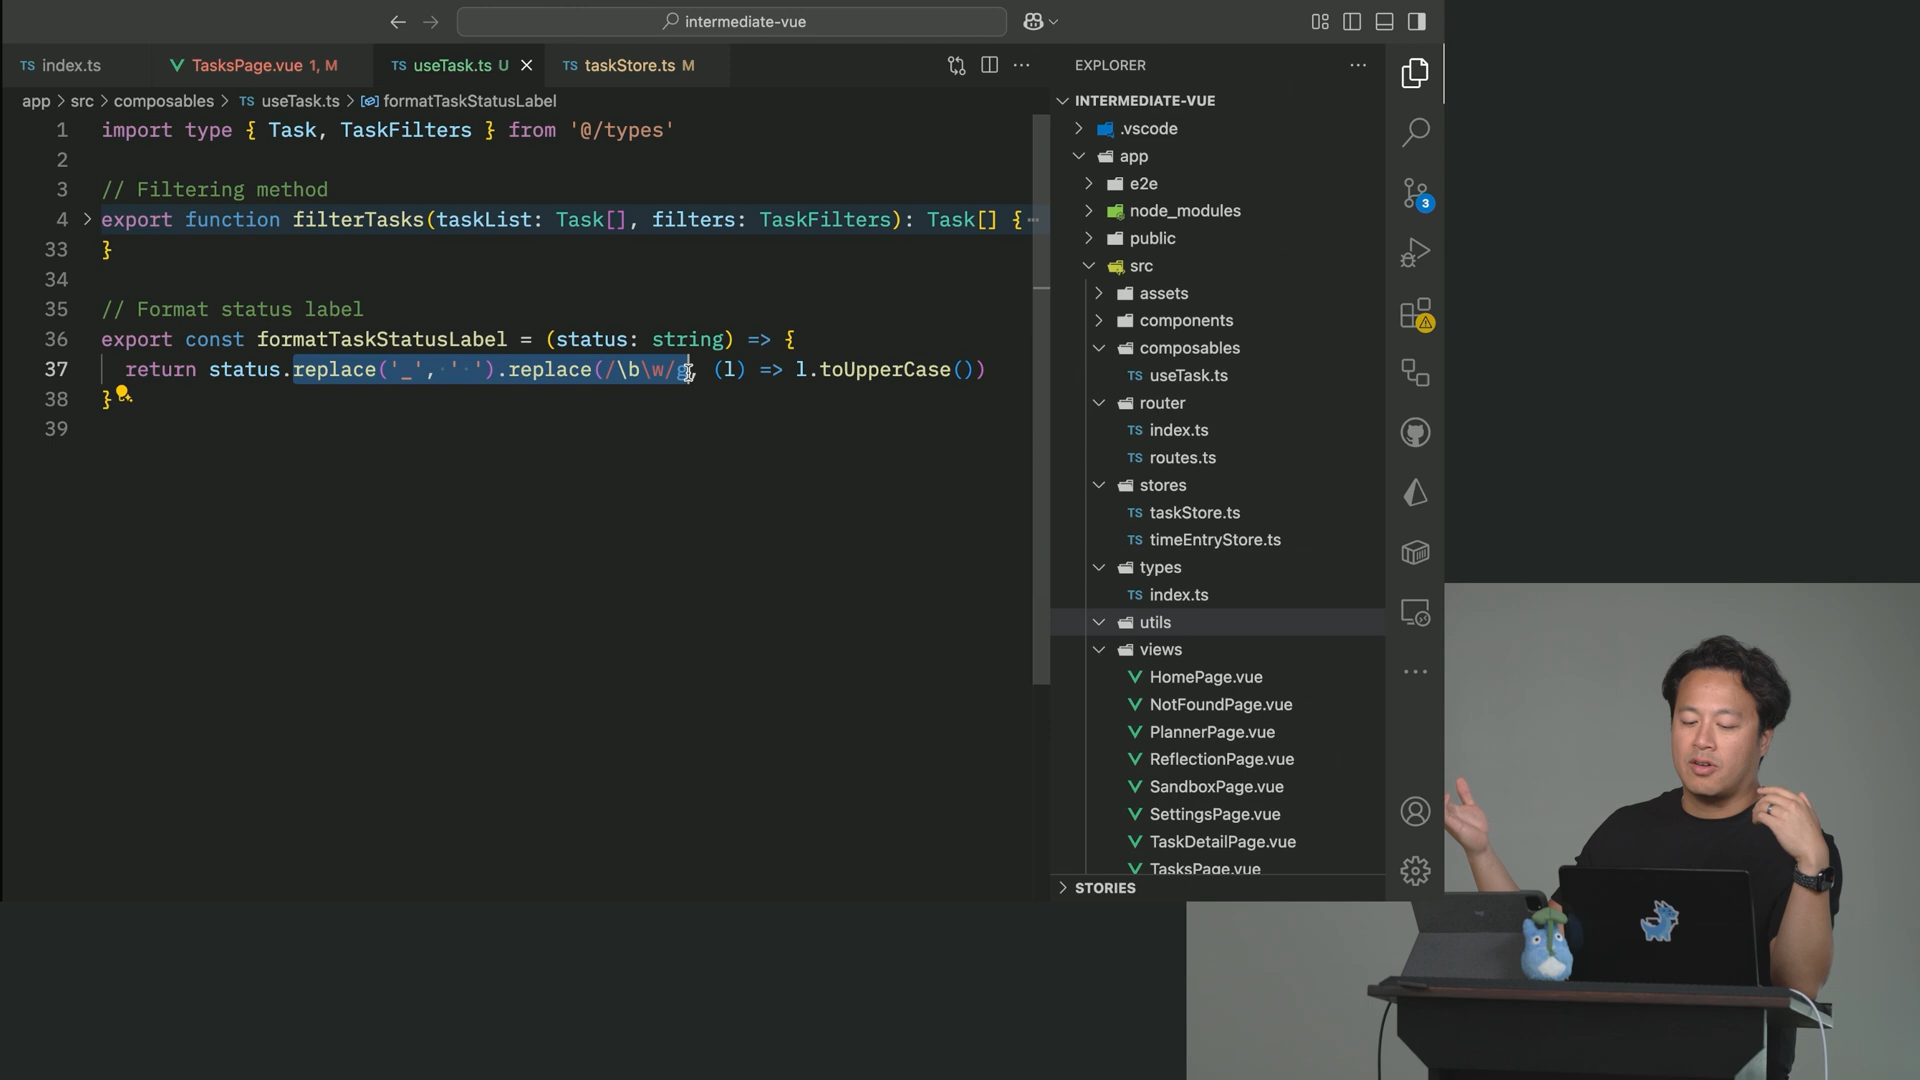 intermediate-vue
TS index.ts
TasksPage.vue 1, M
TS useTask.ts U
TS taskStore.ts M
app > src > composables > TS useTask.ts > formatTaskStatusLabel
1 import type { Task, TaskFilters } from '@/types'
2
3 // Filtering method
4 export function filterTasks(taskList: Task[], filters: TaskFilters): Task[] {…
33 }
34
35 // Format status label
36 export const formatTaskStatusLabel = (status: string) => {
37 return status.replace('_', ' ').replace(/\b\w/g, (l) => l.toUpperCase())
38 }
39
EXPLORER
INTERMEDIATE-VUE
.vscode
app
e2e
node_modules
public
src
assets
components
composables
TS useTask.ts
router
TS index.ts
TS routes.ts
stores
TS taskStore.ts
TS timeEntryStore.ts
types
TS index.ts
utils
views
HomePage.vue
NotFoundPage.vue
PlannerPage.vue
ReflectionPage.vue
SandboxPage.vue
SettingsPage.vue
TaskDetailPage.vue
TasksPage.vue
STORIES
3